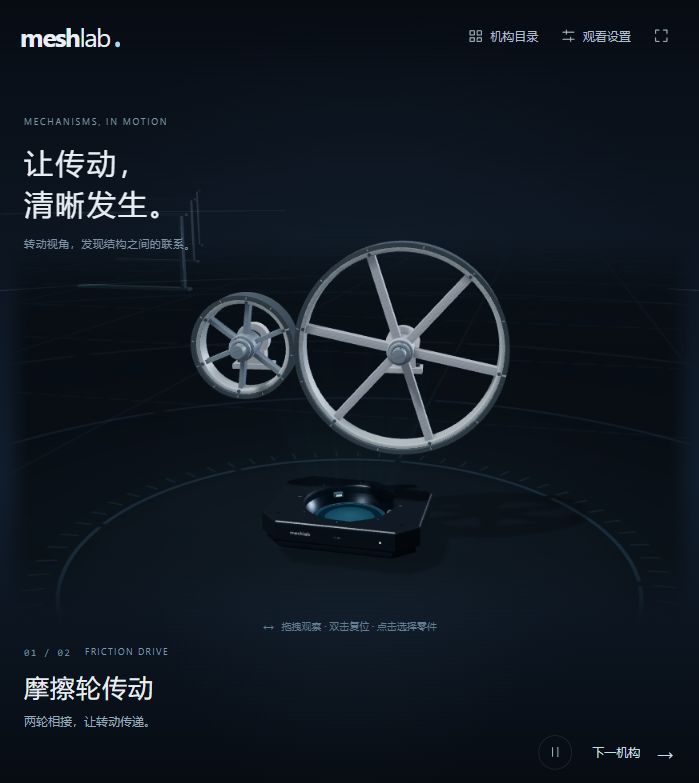 meshlab.
机构目录
观看设置
MECHANISMS, IN MOTION
让传动，
清晰发生。
转动视角，发现结构之间的联系。
meshlab
↔ 拖拽观察 · 双击复位 · 点击选择零件
01 / 02 FRICTION DRIVE
摩擦轮传动
两轮相接，让转动传递。
下一机构 →